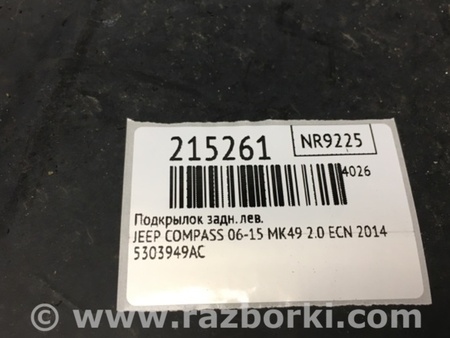 215261
NR9225
4026
Подкрылок задн. лев.
JEEP COMPASS 06-15 MK49 2.0 ECN 2014
5303949AC
© www.razborki.com